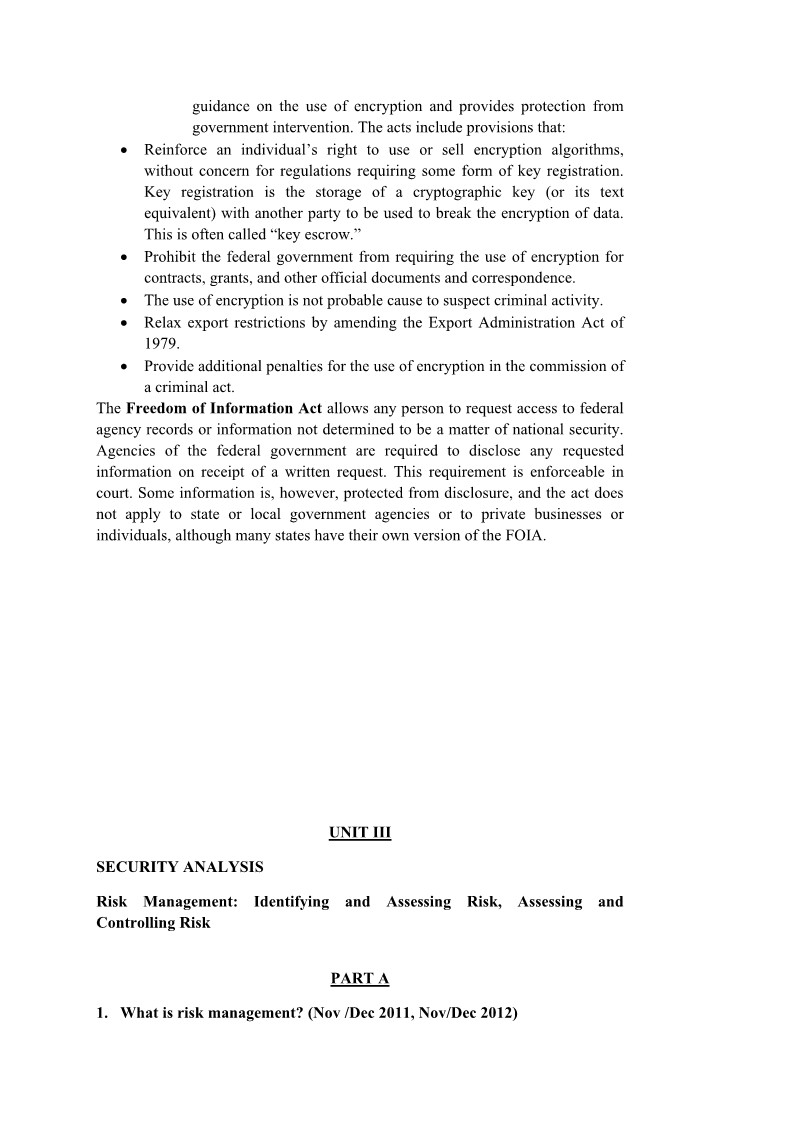 guidance on the use of encryption and provides protection from
government intervention. The acts include provisions that:
• Reinforce an individual’s right to use or sell encryption algorithms,
without concern for regulations requiring some form of key registration.
Key registration is the storage of a cryptographic key (or its text
equivalent) with another party to be used to break the encryption of data.
This is often called “key escrow.”
• Prohibit the federal government from requiring the use of encryption for
contracts, grants, and other official documents and correspondence.
• The use of encryption is not probable cause to suspect criminal activity.
• Relax export restrictions by amending the Export Administration Act of
1979.
• Provide additional penalties for the use of encryption in the commission of
a criminal act.
The Freedom of Information Act allows any person to request access to federal
agency records or information not determined to be a matter of national security.
Agencies of the federal government are required to disclose any requested
information on receipt of a written request. This requirement is enforceable in
court. Some information is, however, protected from disclosure, and the act does
not apply to state or local government agencies or to private businesses or
individuals, although many states have their own version of the FOIA.
UNIT III
SECURITY ANALYSIS
Risk Management: Identifying and Assessing Risk, Assessing and
Controlling Risk
PART A
1. What is risk management? (Nov /Dec 2011, Nov/Dec 2012)